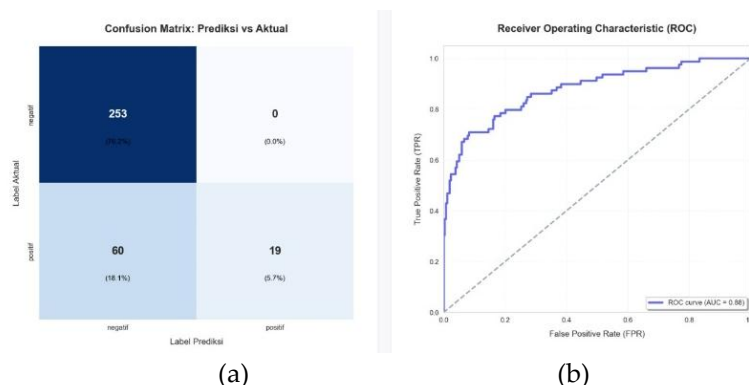 Confusion Matrix: Prediksi vs Aktual
Label Aktual
negatif
253
0
(0.0%)
positif
60
(18.1%)
19
(5.7%)
negatif
positif
Label Prediksi
(a)
Receiver Operating Characteristic (ROC)
True Positive Rate (TPR)
1.0
0.8
0.6
0.4
0.2
0.0
0.0
0.2
0.4
0.6
0.8
False Positive Rate (FPR)
ROC curve (AUC = 0.88)
(b)